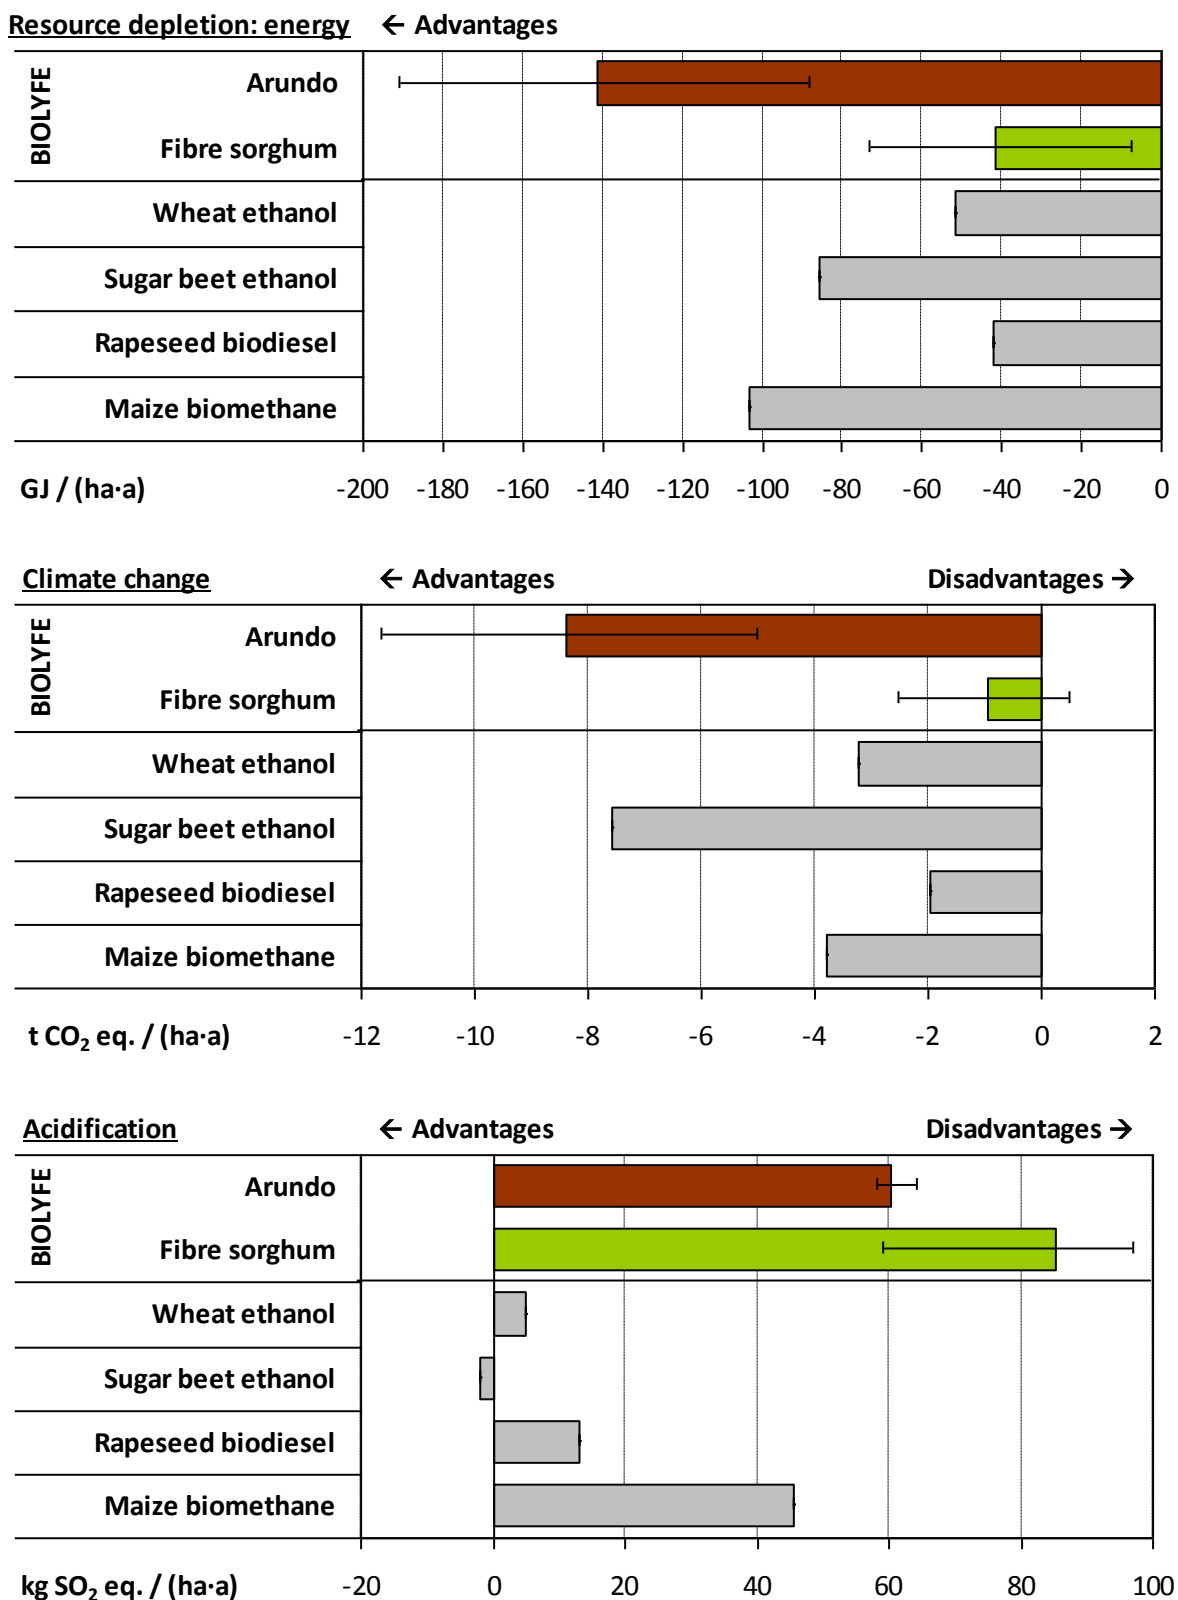 Resource depletion: energy ← Advantages
BIOLYFE
Arundo
Fibre sorghum
Wheat ethanol
Sugar beet ethanol
Rapeseed biodiesel
Maize biomethane
GJ / (ha·a) -200 -180 -160 -140 -120 -100 -80 -60 -40 -20 0
Climate change ← Advantages Disadvantages →
BIOLYFE
Arundo
Fibre sorghum
Wheat ethanol
Sugar beet ethanol
Rapeseed biodiesel
Maize biomethane
t CO₂ eq. / (ha·a) -12 -10 -8 -6 -4 -2 0 2
Acidification ← Advantages Disadvantages →
BIOLYFE
Arundo
Fibre sorghum
Wheat ethanol
Sugar beet ethanol
Rapeseed biodiesel
Maize biomethane
kg SO₂ eq. / (ha·a) -20 0 20 40 60 80 100